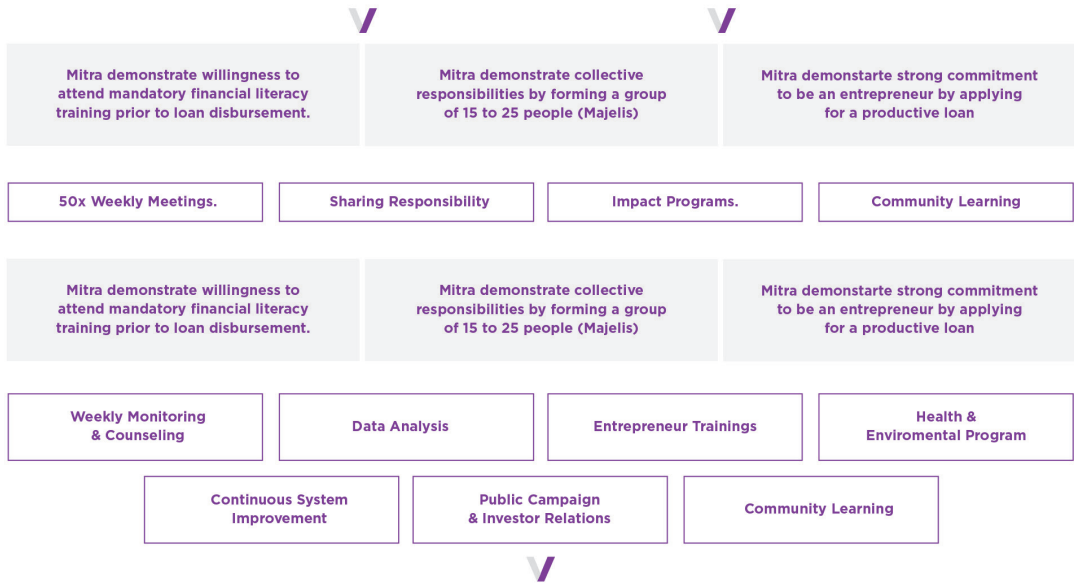 Mitra demonstrate willingness to
attend mandatory financial literacy
training prior to loan disbursement.
Mitra demonstrate collective
responsibilities by forming a group
of 15 to 25 people (Majelis)
Mitra demonstarte strong commitment
to be an entrepreneur by applying
for a productive loan
50x Weekly Meetings.
Sharing Responsibility
Impact Programs.
Community Learning
Mitra demonstrate willingness to
attend mandatory financial literacy
training prior to loan disbursement.
Mitra demonstrate collective
responsibilities by forming a group
of 15 to 25 people (Majelis)
Mitra demonstarte strong commitment
to be an entrepreneur by applying
for a productive loan
Weekly Monitoring
& Counseling
Data Analysis
Entrepreneur Trainings
Health &
Enviromental Program
Continuous System
Improvement
Public Campaign
& Investor Relations
Community Learning